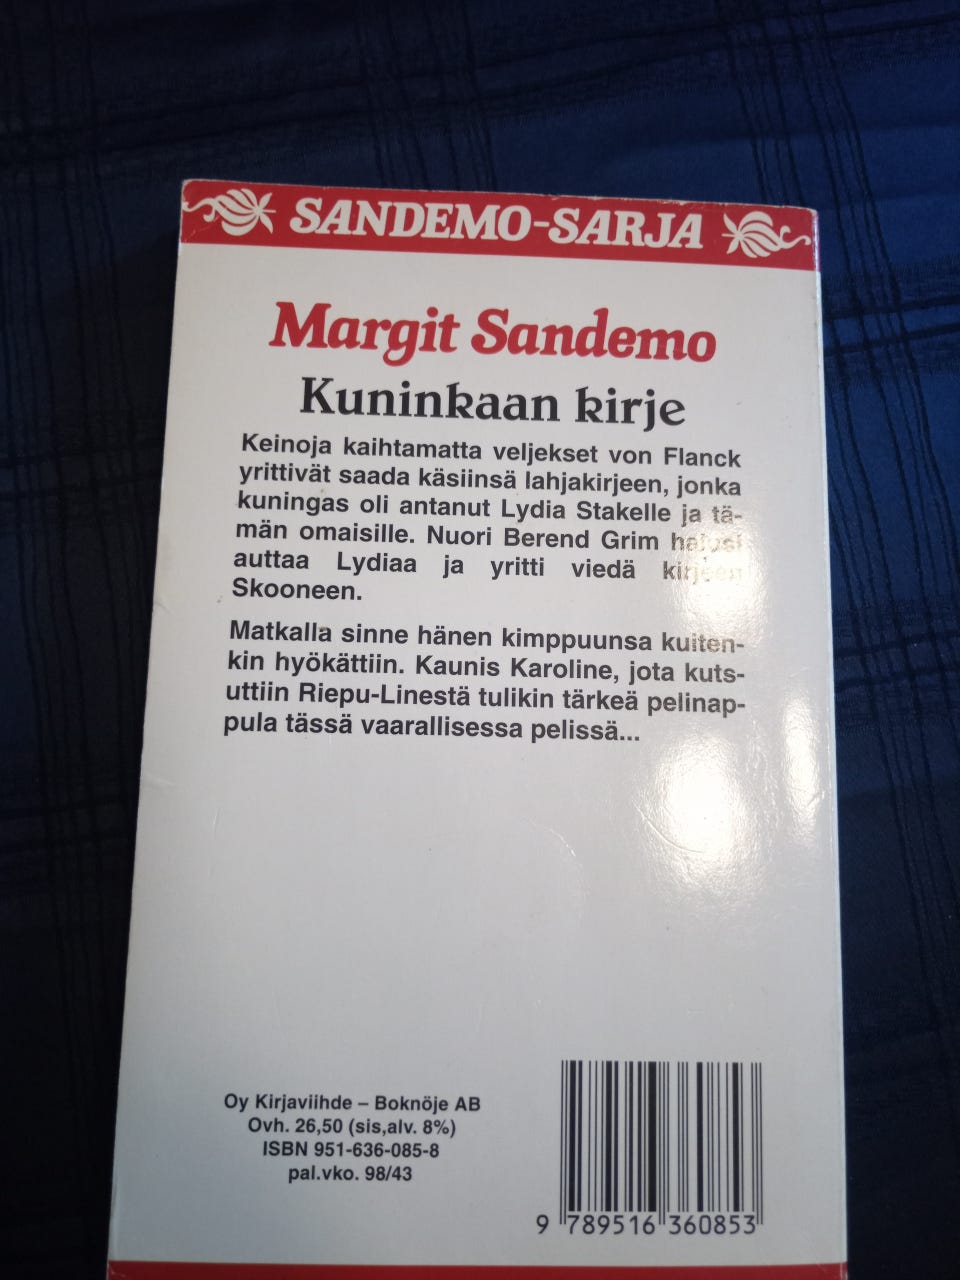 SANDEMO-SARJA
Margit Sandemo
Kuninkaan kirje
Keinoja kaihtamatta veljekset von Flanck
yrittivät saada käsiinsä lahjakirjeen, jonka
kuningas oli antanut Lydia Stakelle ja tä-
män omaisille. Nuori Berend Grim halusi
auttaa Lydiaa ja yritti viedä kirjeen
Skooneen.
Matkalla sinne hänen kimppuunsa kuiten-
kin hyökättiin. Kaunis Karoline, jota kuts-
uttiin Riepu-Linestä tulikin tärkeä pelinap-
pula tässä vaarallisessa pelissä...
Oy Kirjaviihde – Boknöje AB
Ovh. 26,50 (sis,alv. 8%)
ISBN 951-636-085-8
pal.vko. 98/43
9 789516 360853